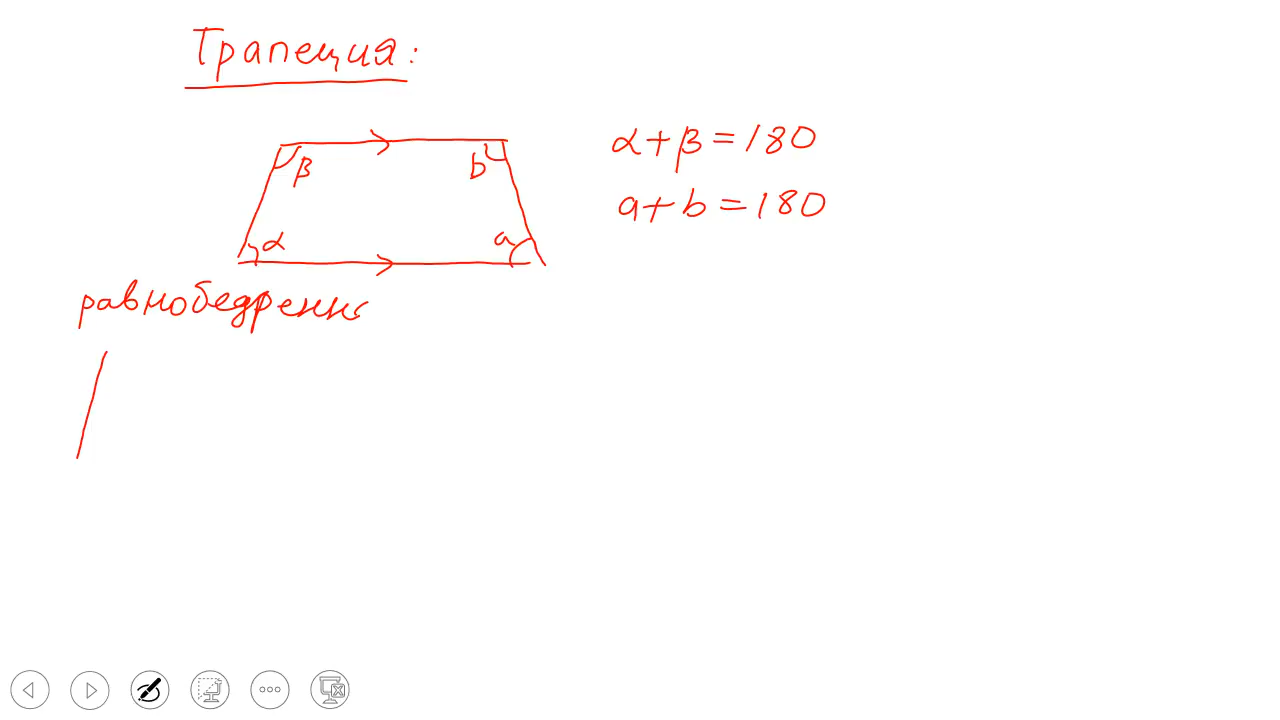 Трапеция:
α+β=180
a+b=180
β
b
α
a
равнобедренн